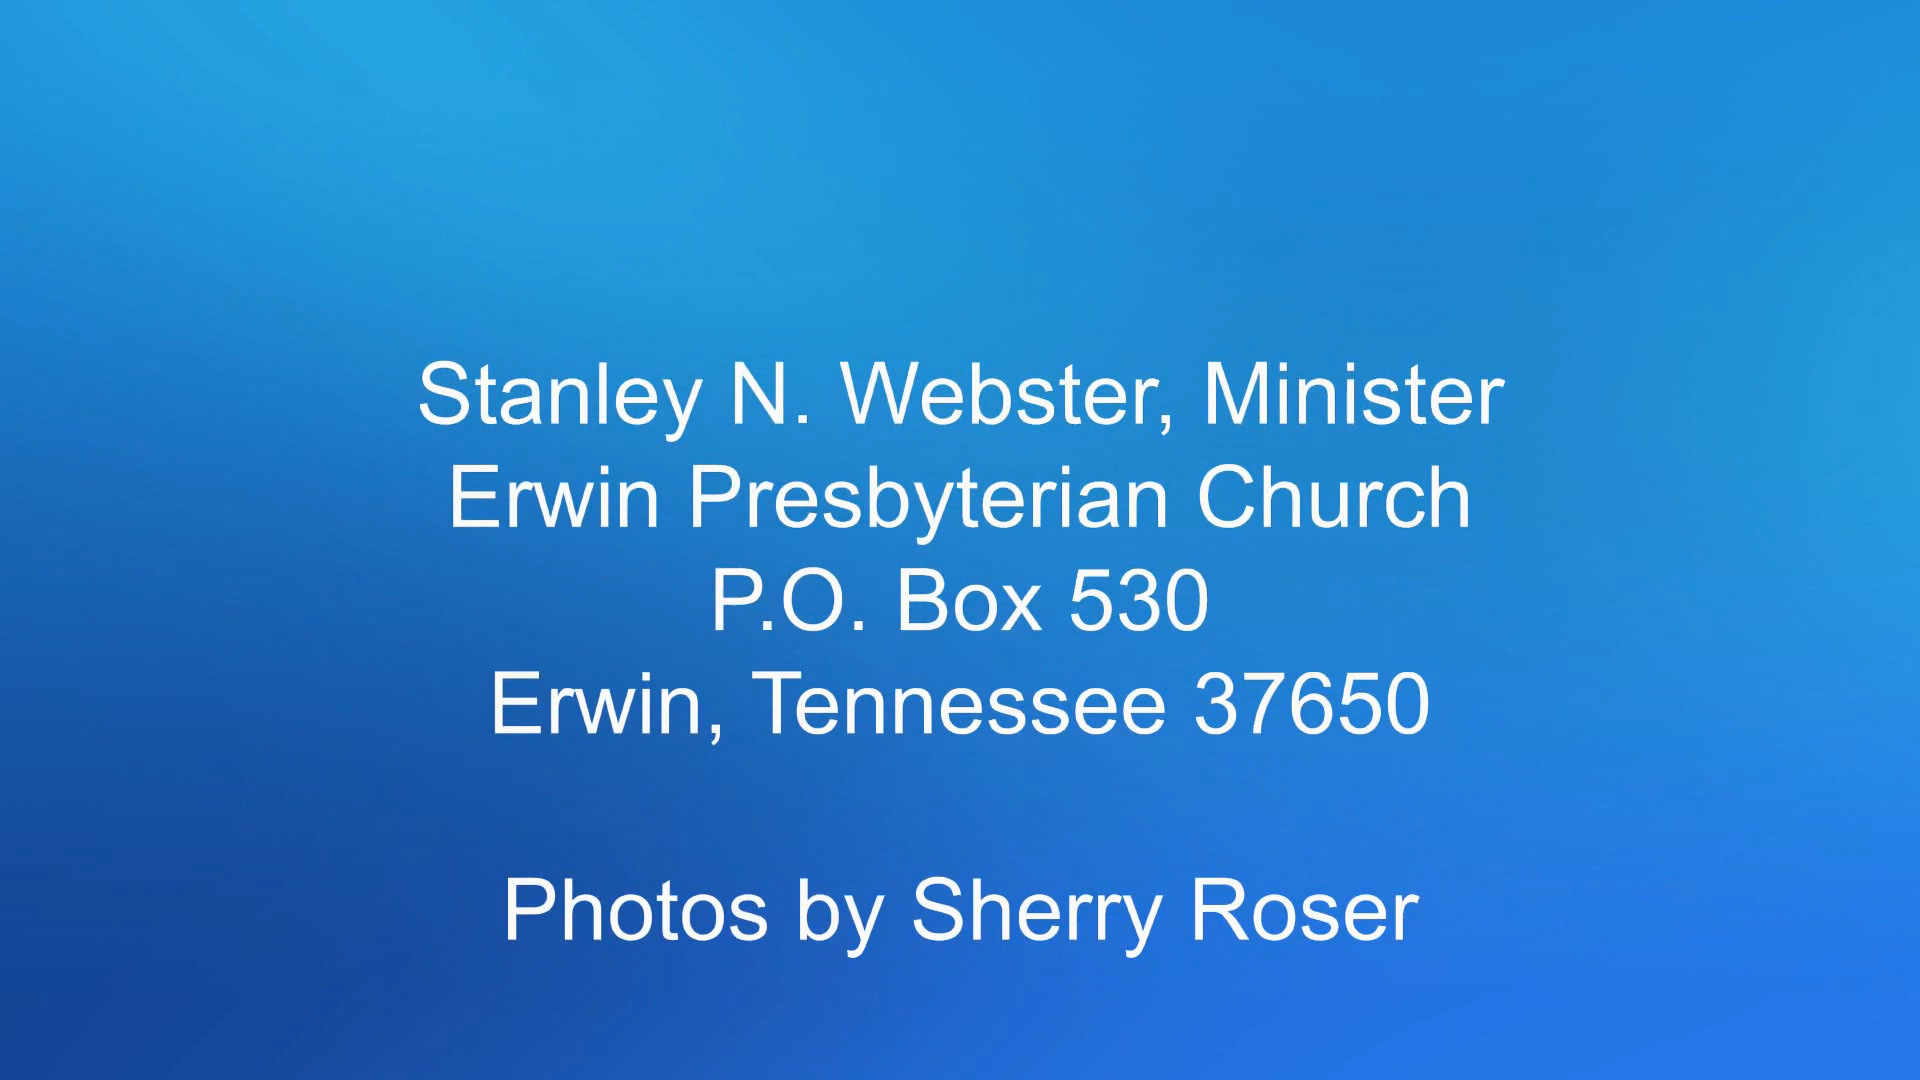 Stanley N. Webster, Minister
Erwin Presbyterian Church
P.O. Box 530
Erwin, Tennessee 37650
Photos by Sherry Roser